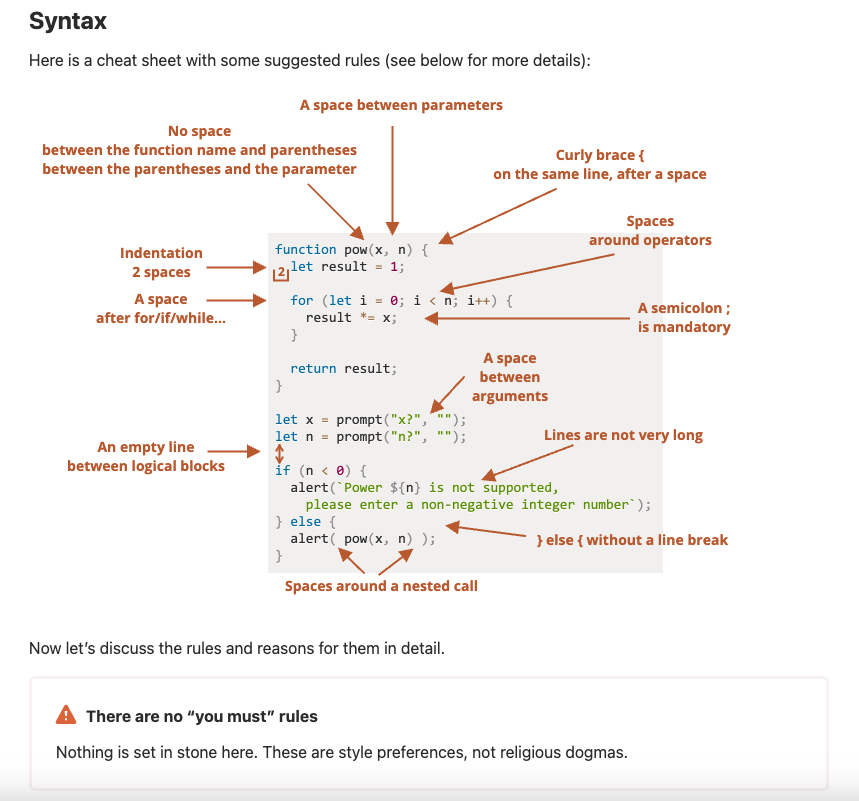 Syntax
Here is a cheat sheet with some suggested rules (see below for more details):
A space between parameters
No space
between the function name and parentheses
between the parentheses and the parameter
Curly brace {
on the same line, after a space
Spaces
around operators
Indentation
2 spaces
A space
after for/if/while…
A semicolon ;
is mandatory
A space
between
arguments
An empty line
between logical blocks
Lines are not very long
} else { without a line break
Spaces around a nested call
function pow(x, n) {
2 let result = 1;
for (let i = 0; i < n; i++) {
result *= x;
}
return result;
}
let x = prompt("x?", "");
let n = prompt("n?", "");
if (n < 0) {
alert(`Power ${n} is not supported,
please enter a non-negative integer number`);
} else {
alert( pow(x, n) );
}
Now let’s discuss the rules and reasons for them in detail.
There are no “you must” rules
Nothing is set in stone here. These are style preferences, not religious dogmas.